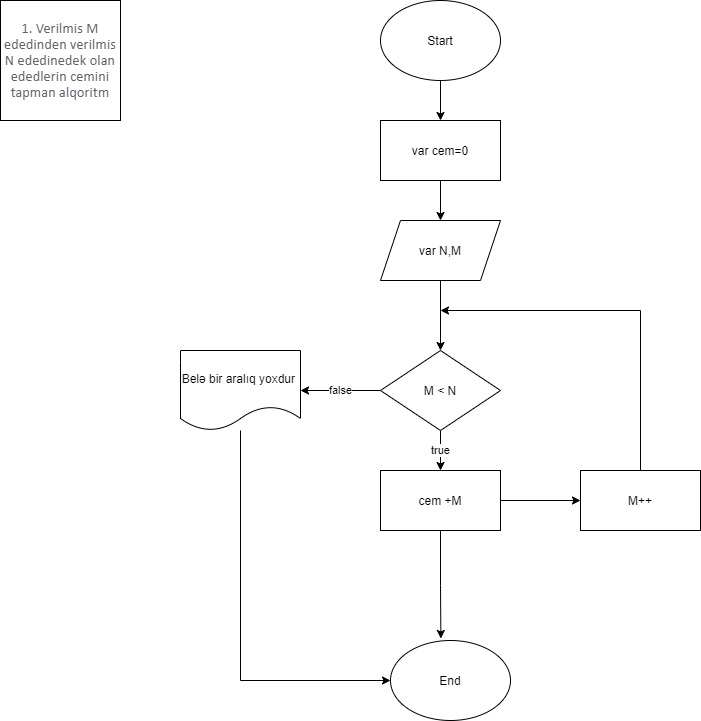 1. Verilmis M
ededinden verilmis
N ededinedek olan
ededlerin cemini
tapman alqoritm
Start
var cem=0
var N,M
M < N
false
Belə bir aralıq yoxdur
true
cem +M
M++
End